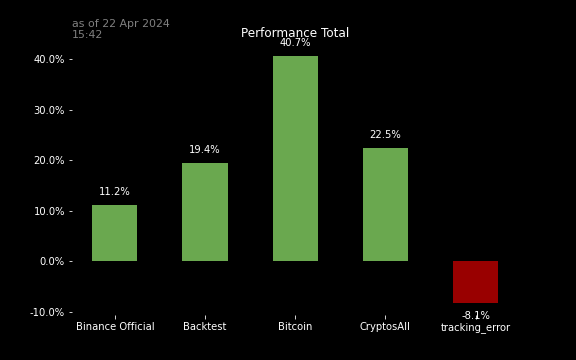 as of 22 Apr 2024
15:42
Performance Total
40.7%
40.0%
30.0%
22.5%
20.0%
19.4%
11.2%
10.0%
0.0%
-10.0%
-8.1%
Binance Official
Backtest
Bitcoin
CryptosAll
tracking_error